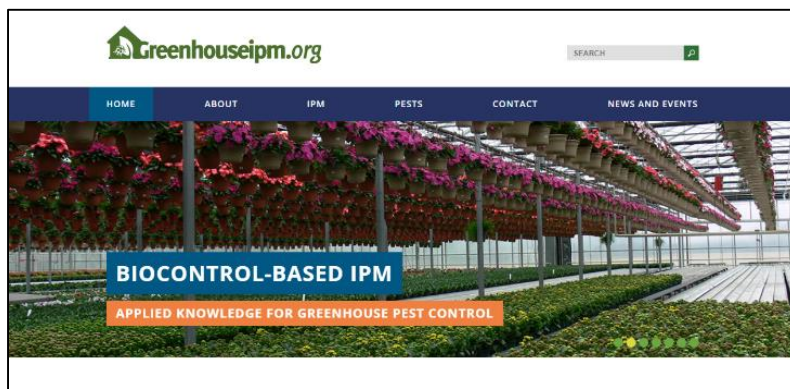 Greenhouseipm.org
SEARCH
HOME ABOUT IPM PESTS CONTACT NEWS AND EVENTS
BIOCONTROL-BASED IPM
APPLIED KNOWLEDGE FOR GREENHOUSE PEST CONTROL